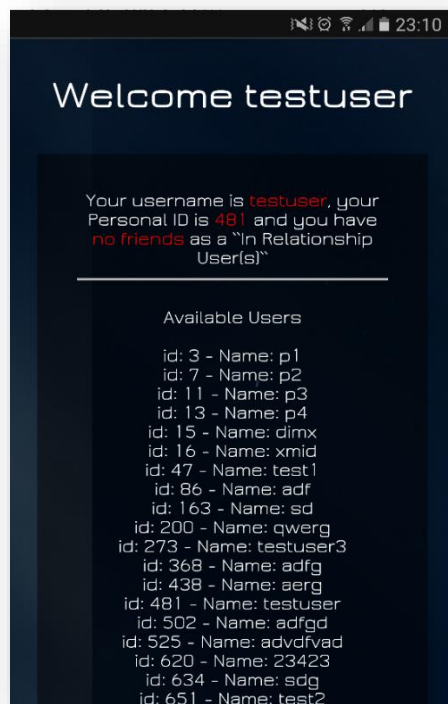 23:10
Welcome testuser
Your username is testuser, your
Personal ID is 481 and you have
no friends as a ``In Relationship
User(s)``
Available Users
id: 3 - Name: p1
id: 7 - Name: p2
id: 11 - Name: p3
id: 13 - Name: p4
id: 15 - Name: dimx
id: 16 - Name: xmid
id: 47 - Name: test1
id: 86 - Name: adf
id: 163 - Name: sd
id: 200 - Name: qwerg
id: 273 - Name: testuser3
id: 368 - Name: adfg
id: 438 - Name: aerg
id: 481 - Name: testuser
id: 502 - Name: adfgd
id: 525 - Name: advdfvad
id: 620 - Name: 23423
id: 634 - Name: sdg
id: 651 - Name: test2